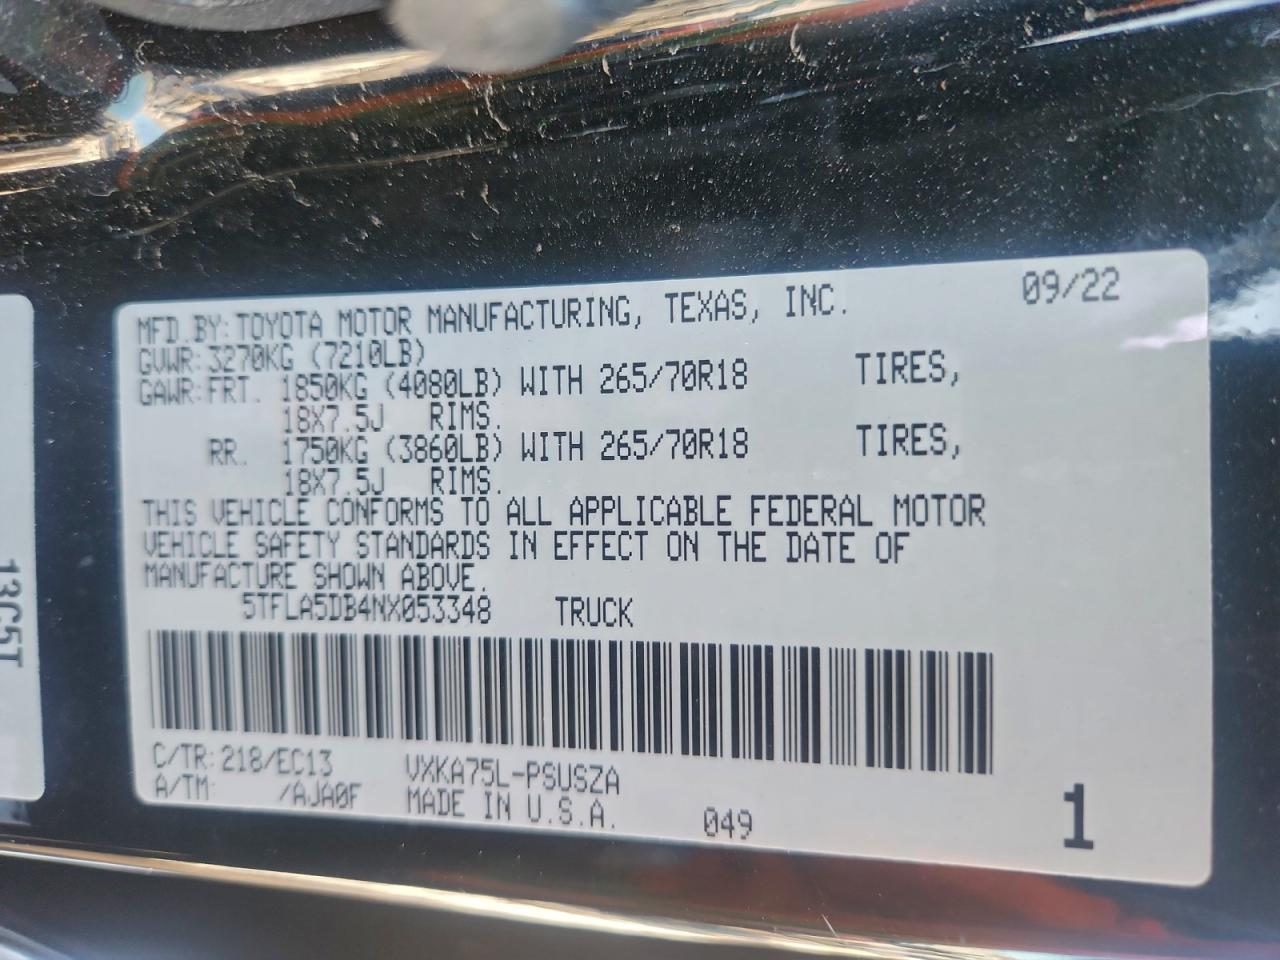 MFD.BY:TOYOTA MOTOR MANUFACTURING, TEXAS, INC. 09/22
GVWR:3270KG (7210LB)
GAWR:FRT. 1850KG (4080LB) WITH 265/70R18 TIRES,
18X7.5J RIMS.
RR. 1750KG (3860LB) WITH 265/70R18 TIRES,
18X7.5J RIMS.
THIS VEHICLE CONFORMS TO ALL APPLICABLE FEDERAL MOTOR
VEHICLE SAFETY STANDARDS IN EFFECT ON THE DATE OF
MANUFACTURE SHOWN ABOVE.
5TFLA5DB4NX053348 TRUCK
C/TR:218/EC13 VXKA75L-PSUSZA
A/TM: /AJA0F MADE IN U.S.A. 049 1
13C5T